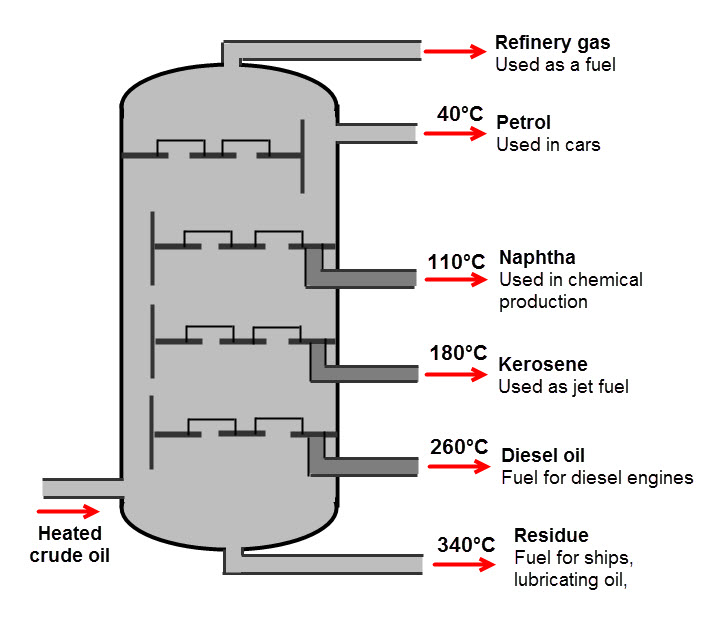 Refinery gas
Used as a fuel
40°C
Petrol
Used in cars
110°C
Naphtha
Used in chemical
production
180°C
Kerosene
Used as jet fuel
260°C
Diesel oil
Fuel for diesel engines
Heated
crude oil
340°C
Residue
Fuel for ships,
lubricating oil,